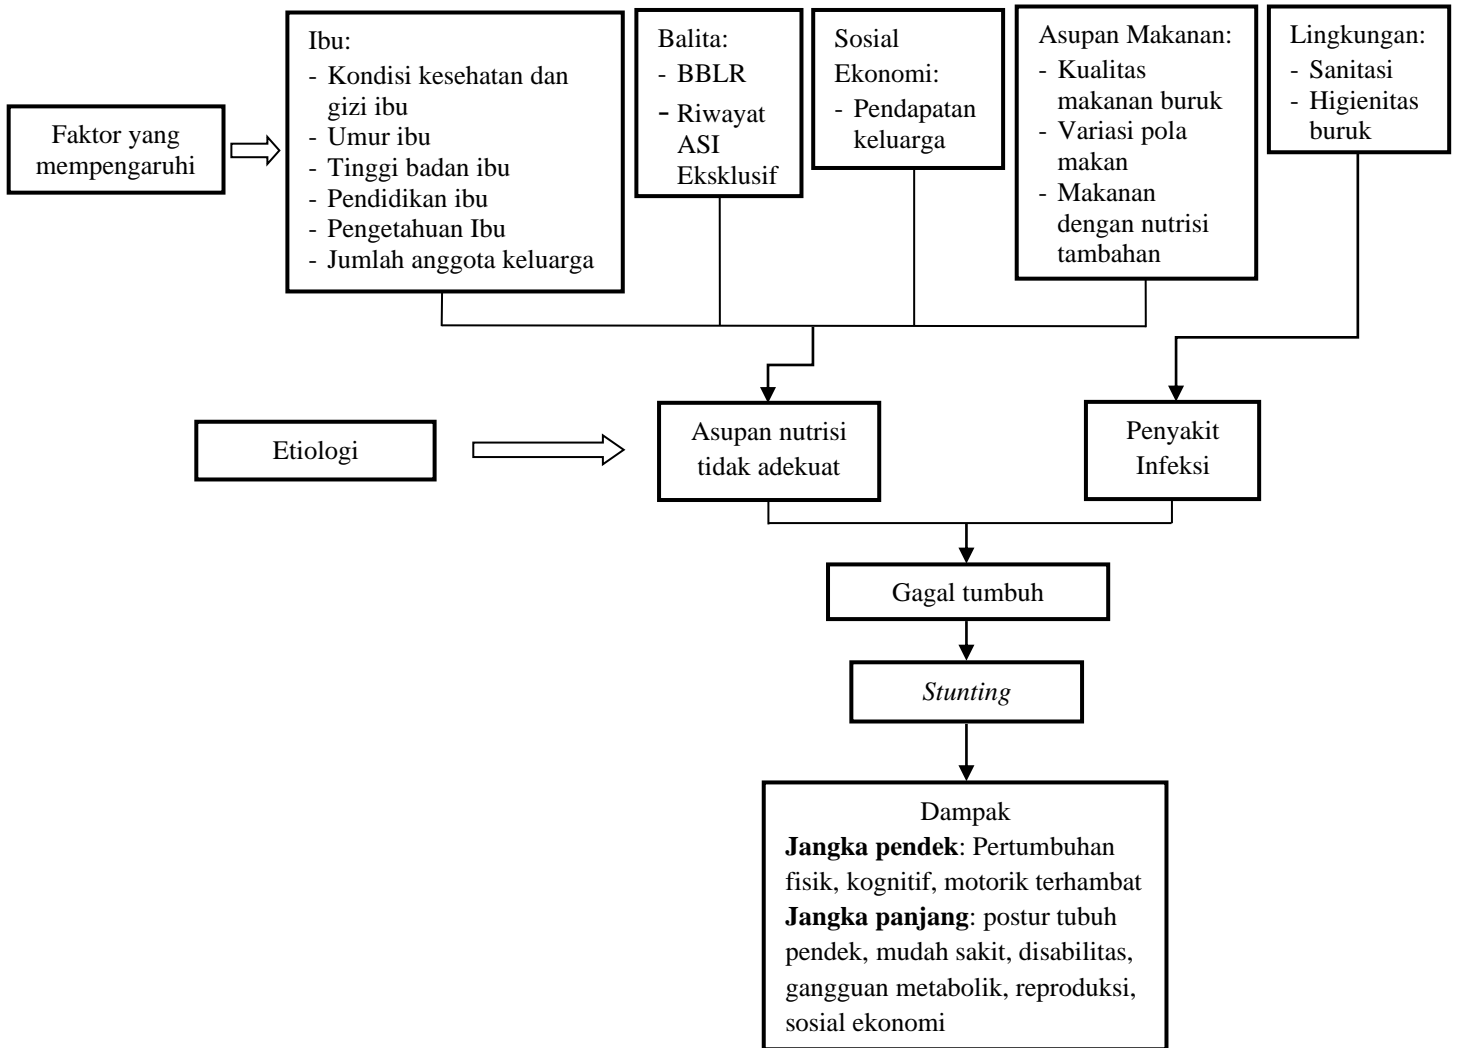 Faktor yang
mempengaruhi
Ibu:
- Kondisi kesehatan dan
gizi ibu
- Umur ibu
- Tinggi badan ibu
- Pendidikan ibu
- Pengetahuan Ibu
- Jumlah anggota keluarga
Balita:
- BBLR
- Riwayat
ASI
Eksklusif
Sosial
Ekonomi:
- Pendapatan
keluarga
Asupan Makanan:
- Kualitas
makanan buruk
- Variasi pola
makan
- Makanan
dengan nutrisi
tambahan
Lingkungan:
- Sanitasi
- Higienitas
buruk
Etiologi
Asupan nutrisi
tidak adekuat
Penyakit
Infeksi
Gagal tumbuh
Stunting
Dampak
Jangka pendek: Pertumbuhan
fisik, kognitif, motorik terhambat
Jangka panjang: postur tubuh
pendek, mudah sakit, disabilitas,
gangguan metabolik, reproduksi,
sosial ekonomi